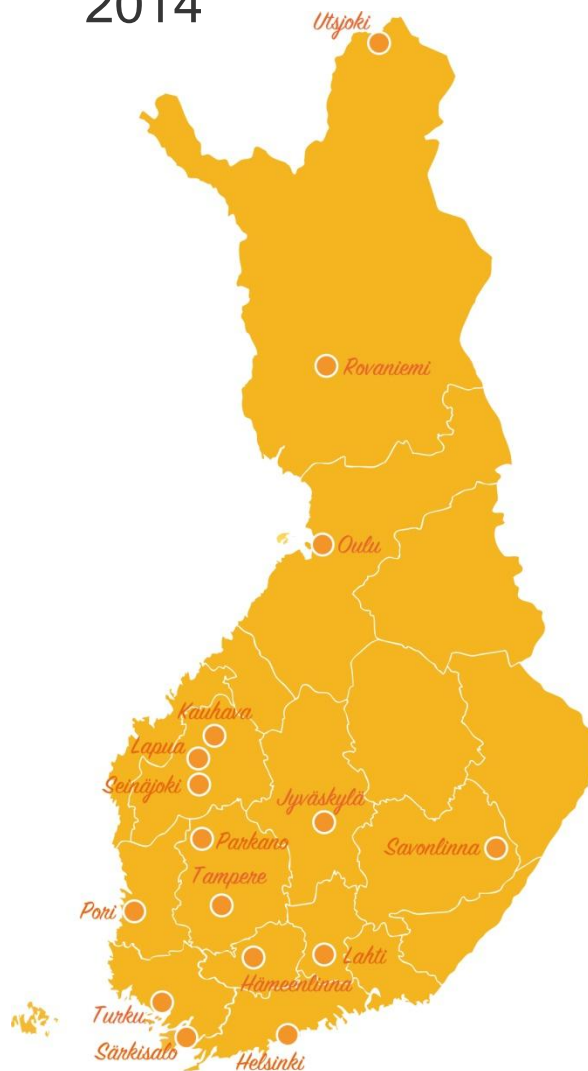 2014
Utsjoki
Rovaniemi
Oulu
Kauhava
Lapua
Seinäjoki
Jyväskylä
Parkano
Savonlinna
Tampere
Pori
Lahti
Hämeenlinna
Turku
Särkisalo
Helsinki